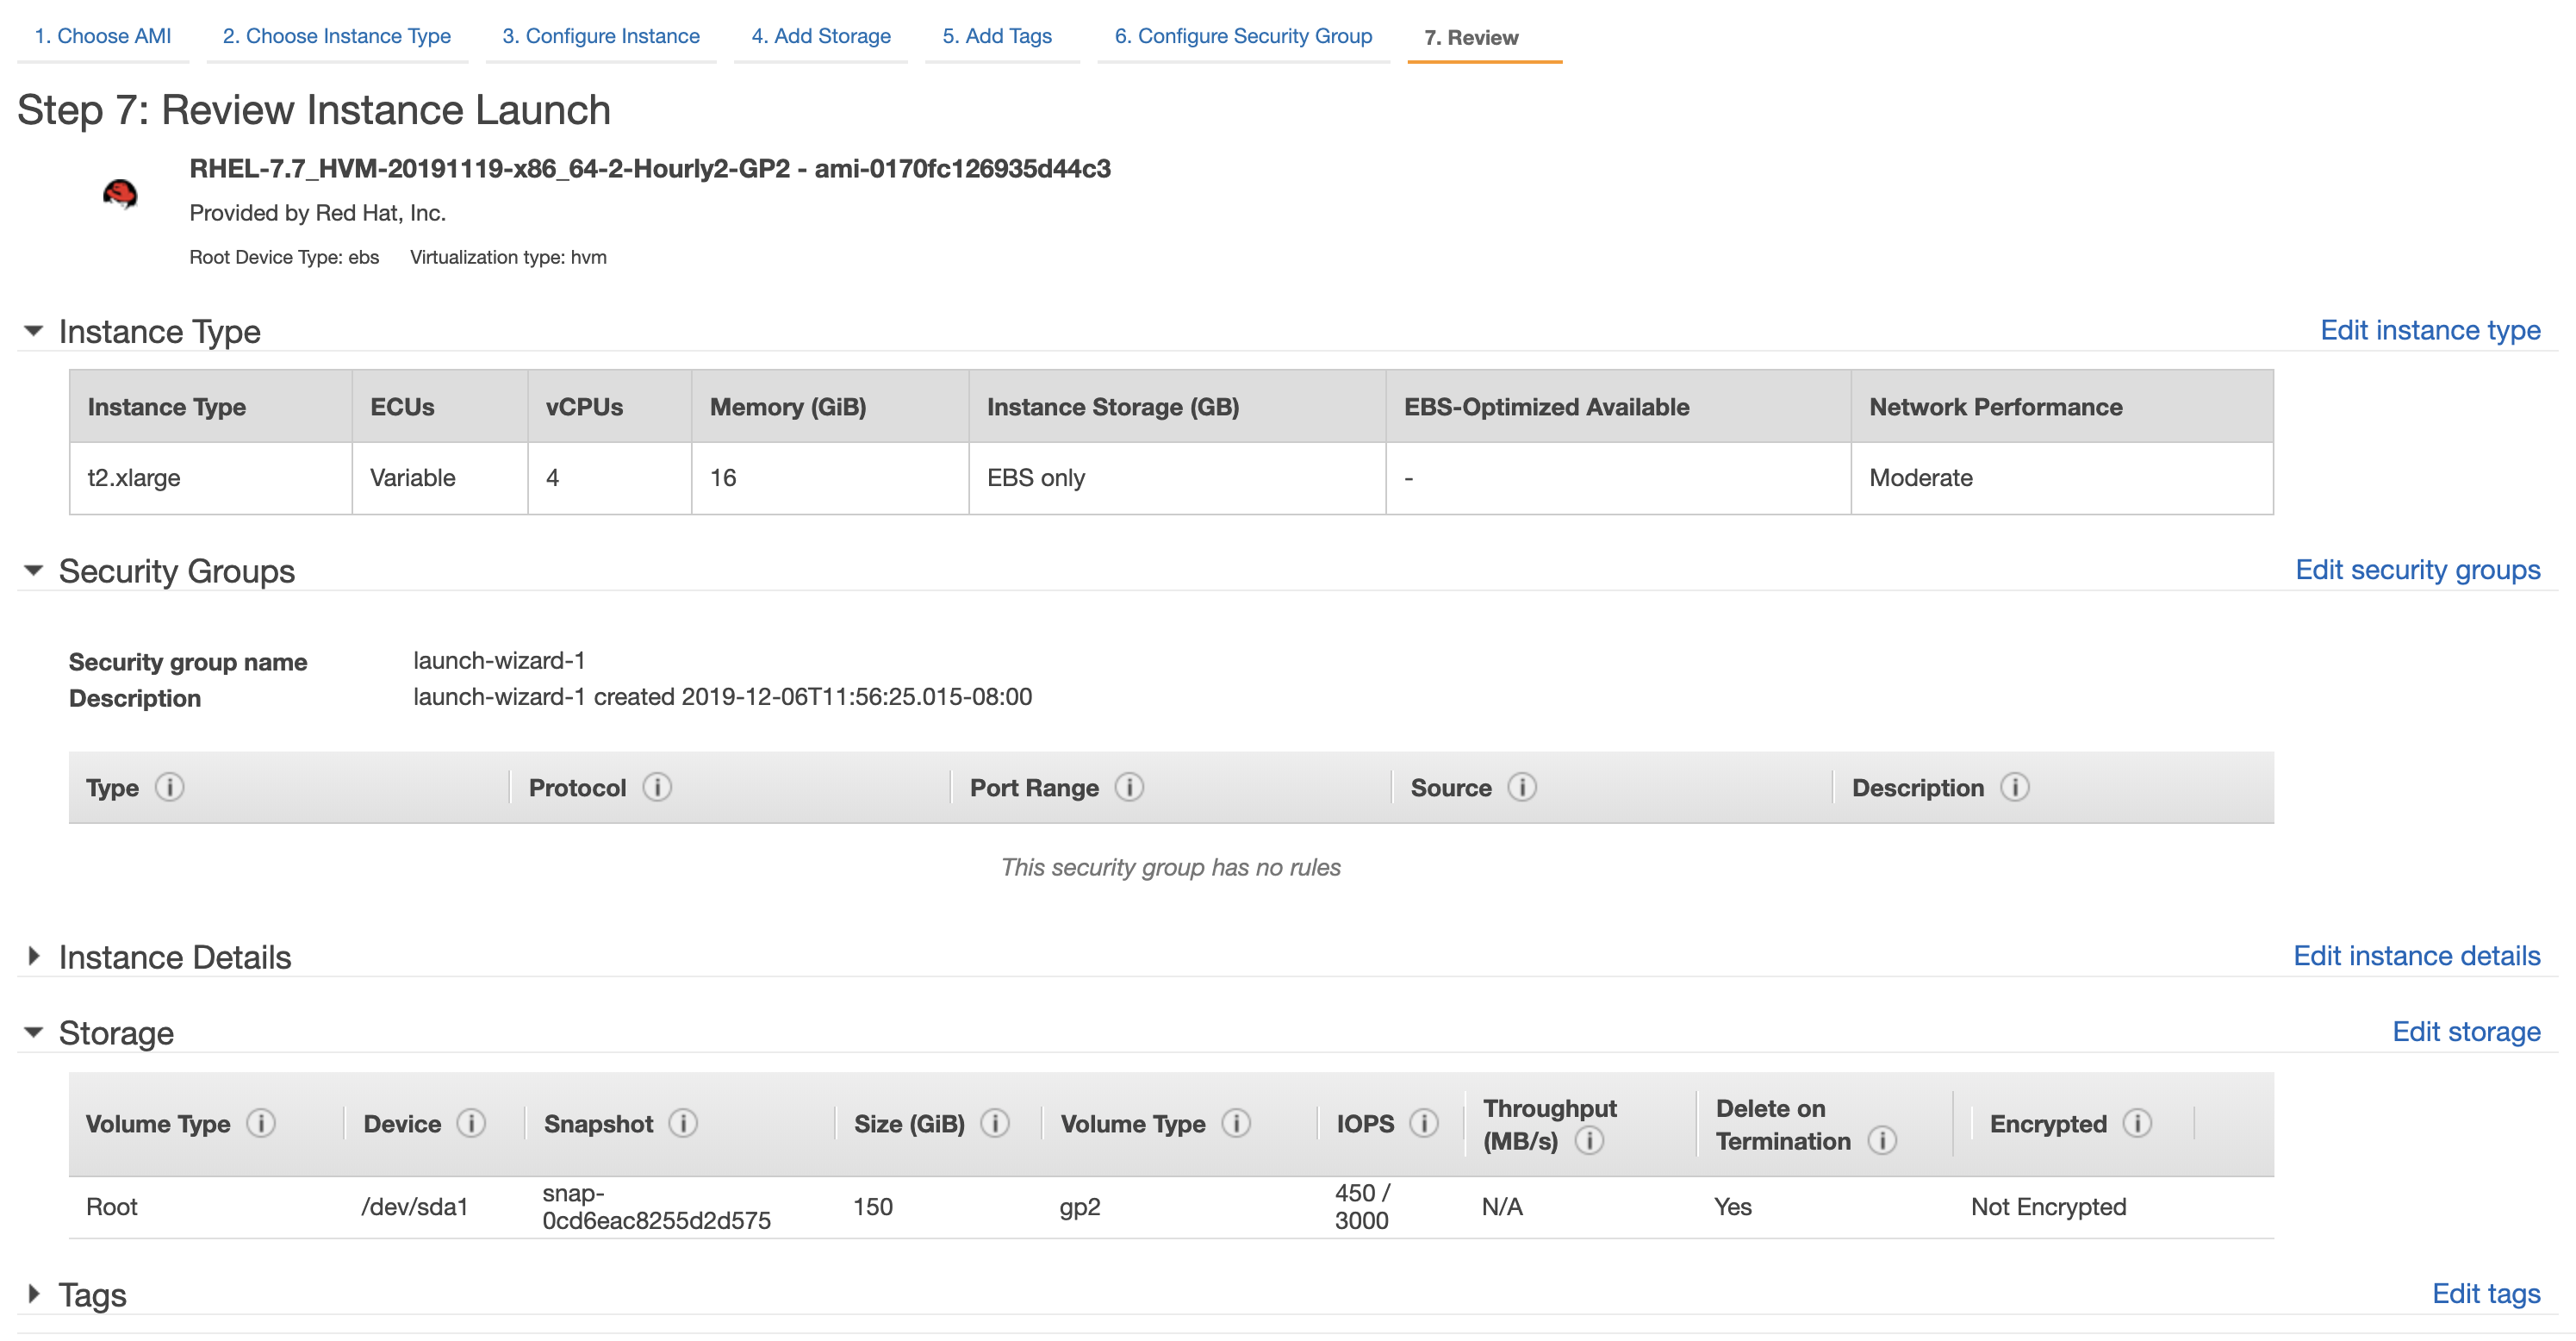 1. Choose AMI 2. Choose Instance Type 3. Configure Instance 4. Add Storage 5. Add Tags 6. Configure Security Group 7. Review
Step 7: Review Instance Launch
RHEL-7.7_HVM-20191119-x86_64-2-Hourly2-GP2 - ami-0170fc126935d44c3
Provided by Red Hat, Inc.
Root Device Type: ebs Virtualization type: hvm
Instance Type Edit instance type
Instance Type ECUs vCPUs Memory (GiB) Instance Storage (GB) EBS-Optimized Available Network Performance
t2.xlarge Variable 4 16 EBS only - Moderate
Security Groups Edit security groups
Security group name launch-wizard-1
Description launch-wizard-1 created 2019-12-06T11:56:25.015-08:00
Type i Protocol i Port Range i Source i Description i
This security group has no rules
Instance Details Edit instance details
Storage Edit storage
Volume Type i Device i Snapshot i Size (GiB) i Volume Type i IOPS i Throughput (MB/s) i Delete on Termination i Encrypted i
Root /dev/sda1 snap-0cd6eac8255d2d575 150 gp2 450 / 3000 N/A Yes Not Encrypted
Tags Edit tags